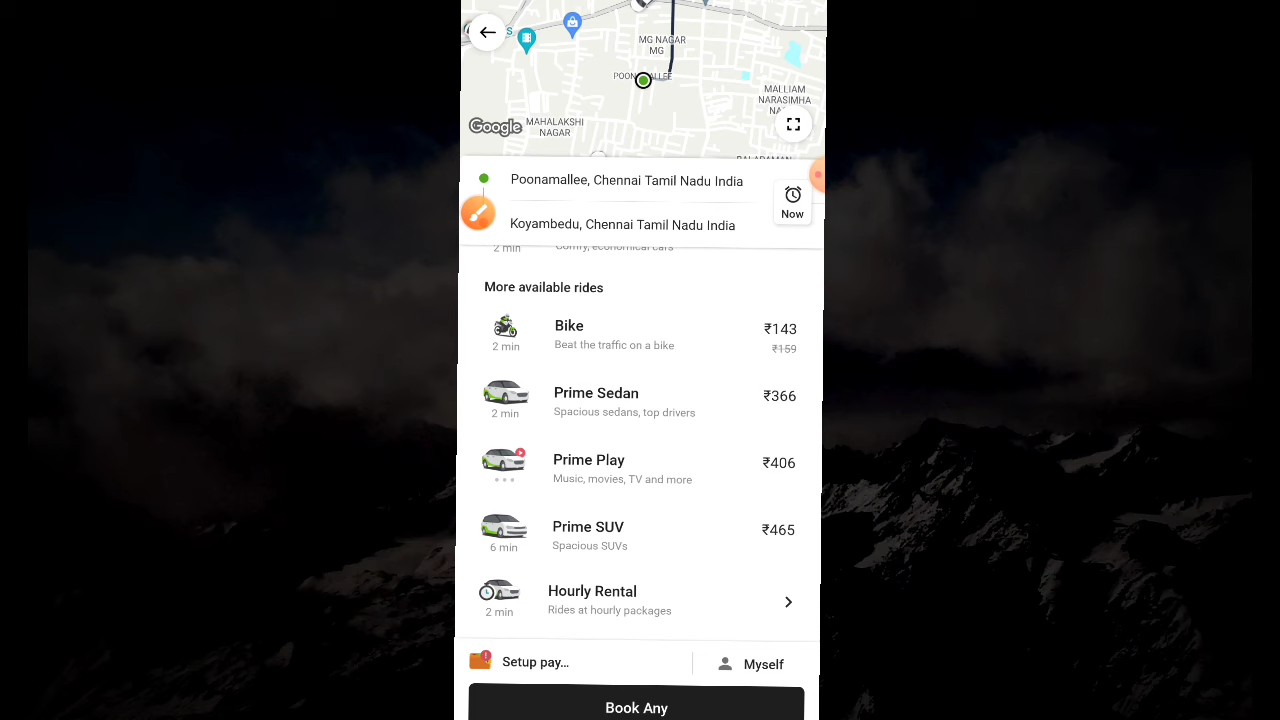 S
MG NAGAR
MG
MALLIAM
NARASIMHA
MAHALAKSHI
NAGAR
Google
Poonamallee, Chennai Tamil Nadu India
Now
Koyambedu, Chennai Tamil Nadu India
2 min
Comfy, economical cars
More available rides
Bike
₹143
2 min
Beat the traffic on a bike
₹159
Prime Sedan
₹366
2 min
Spacious sedans, top drivers
Prime Play
₹406
Music, movies, TV and more
Prime SUV
₹465
6 min
Spacious SUVs
Hourly Rental
2 min
Rides at hourly packages
Setup pay...
Myself
Book Any